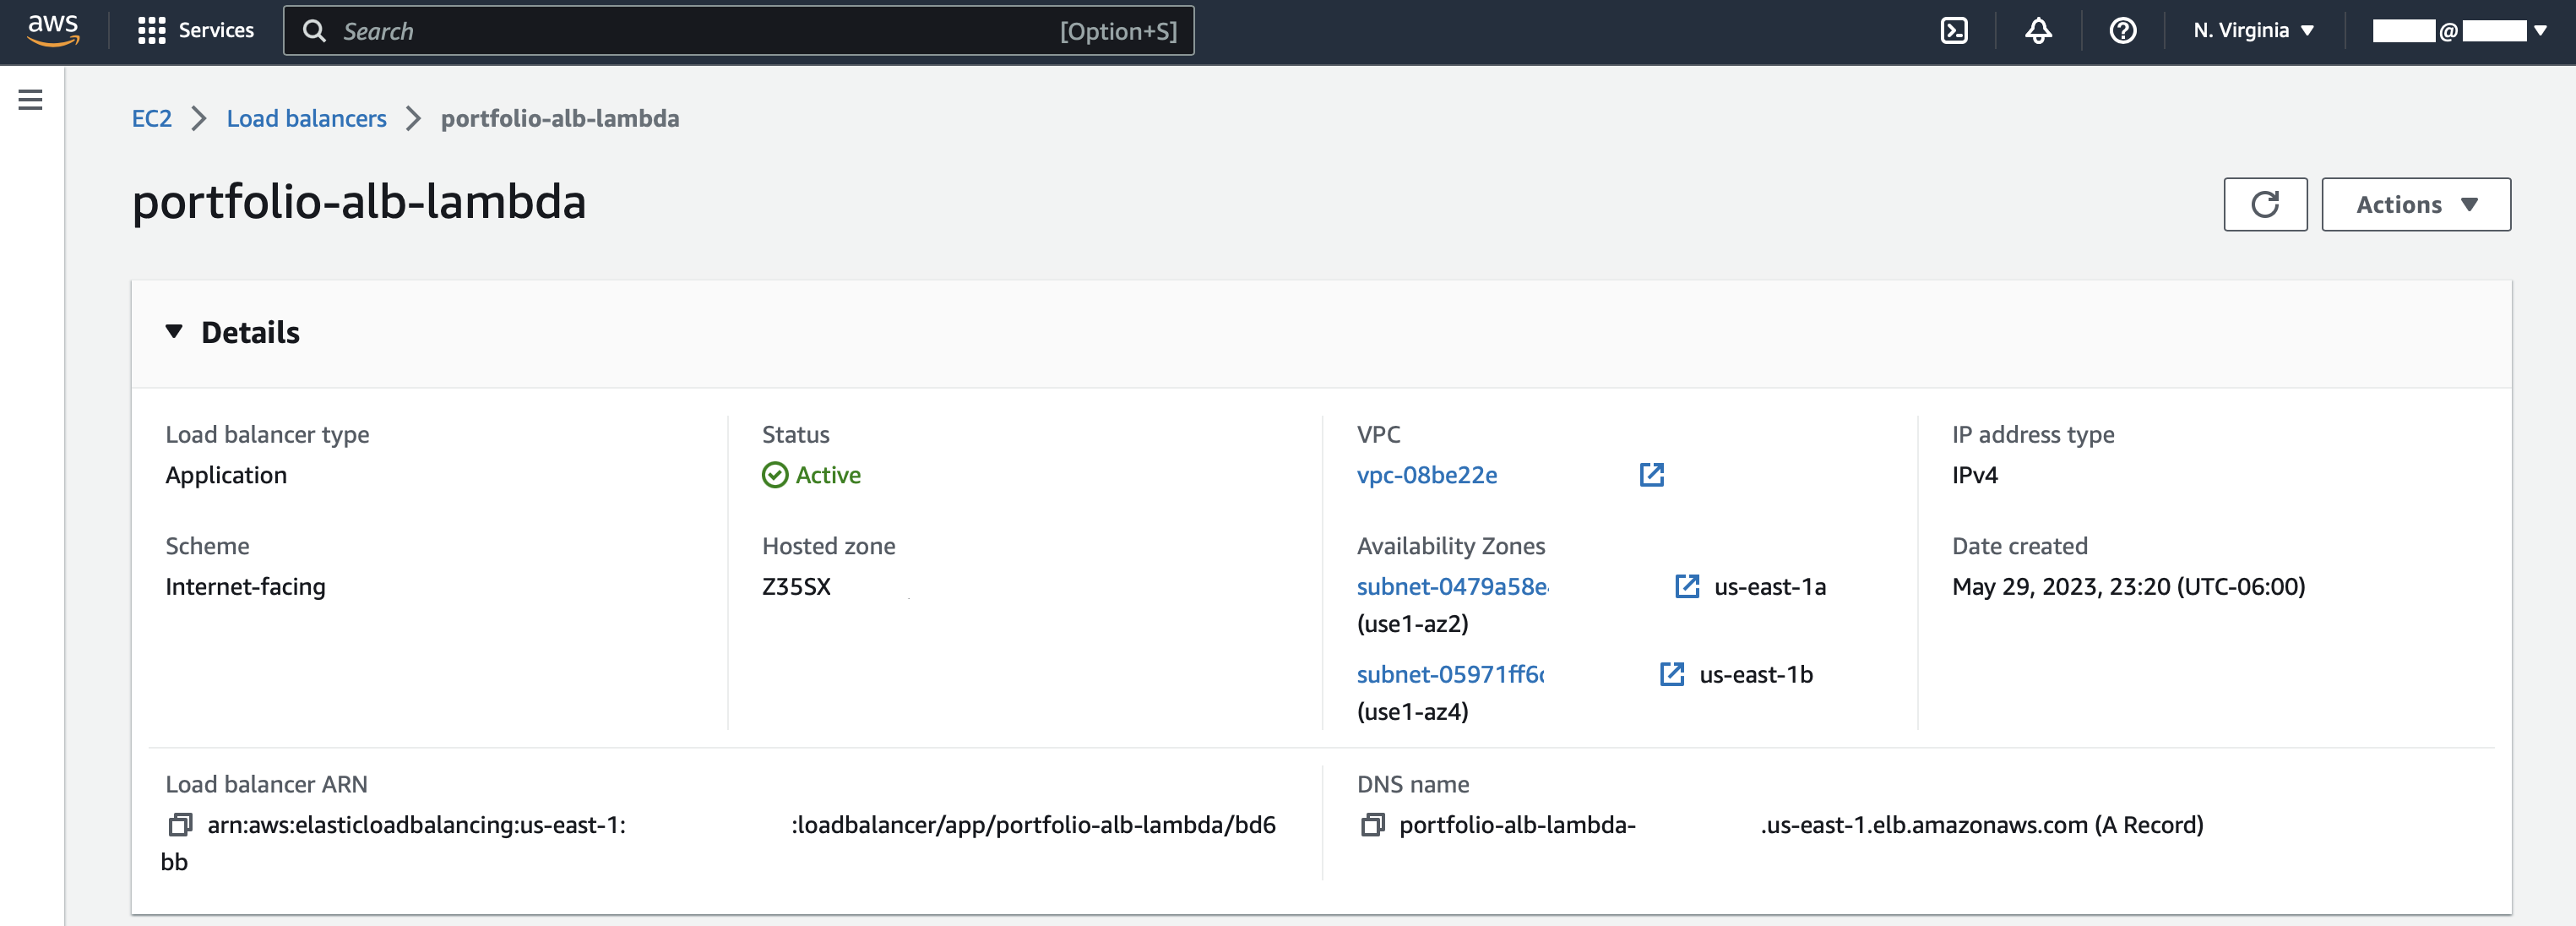 aws Services Search [Option+S] N. Virginia @
EC2 Load balancers portfolio-alb-lambda
portfolio-alb-lambda
Actions
Details
Load balancer type
Application
Status
Active
VPC
vpc-08be22e
IP address type
IPv4
Scheme
Internet-facing
Hosted zone
Z35SX
Availability Zones
subnet-0479a58e us-east-1a
(use1-az2)
subnet-05971ff6 us-east-1b
(use1-az4)
Date created
May 29, 2023, 23:20 (UTC-06:00)
Load balancer ARN
arn:aws:elasticloadbalancing:us-east-1: :loadbalancer/app/portfolio-alb-lambda/bd6
bb
DNS name
portfolio-alb-lambda- .us-east-1.elb.amazonaws.com (A Record)